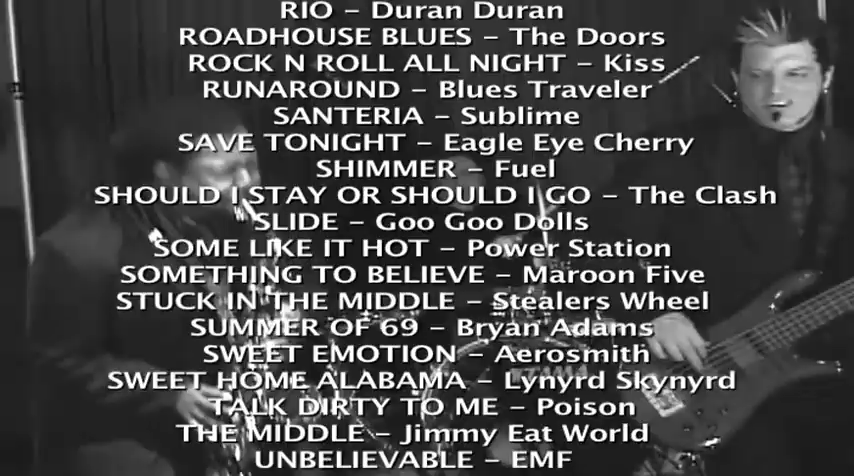 RIO – Duran Duran
ROADHOUSE BLUES – The Doors
ROCK N ROLL ALL NIGHT – Kiss
RUNAROUND – Blues Traveler
SANTERIA – Sublime
SAVE TONIGHT – Eagle Eye Cherry
SHIMMER – Fuel
SHOULD I STAY OR SHOULD I GO – The Clash
SLIDE – Goo Goo Dolls
SOME LIKE IT HOT – Power Station
SOMETHING TO BELIEVE – Maroon Five
STUCK IN THE MIDDLE – Stealers Wheel
SUMMER OF 69 – Bryan Adams
SWEET EMOTION – Aerosmith
TAMA
SWEET HOME ALABAMA – Lynyrd Skynyrd
TALK DIRTY TO ME – Poison
THE MIDDLE – Jimmy Eat World
UNBELIEVABLE – EMF